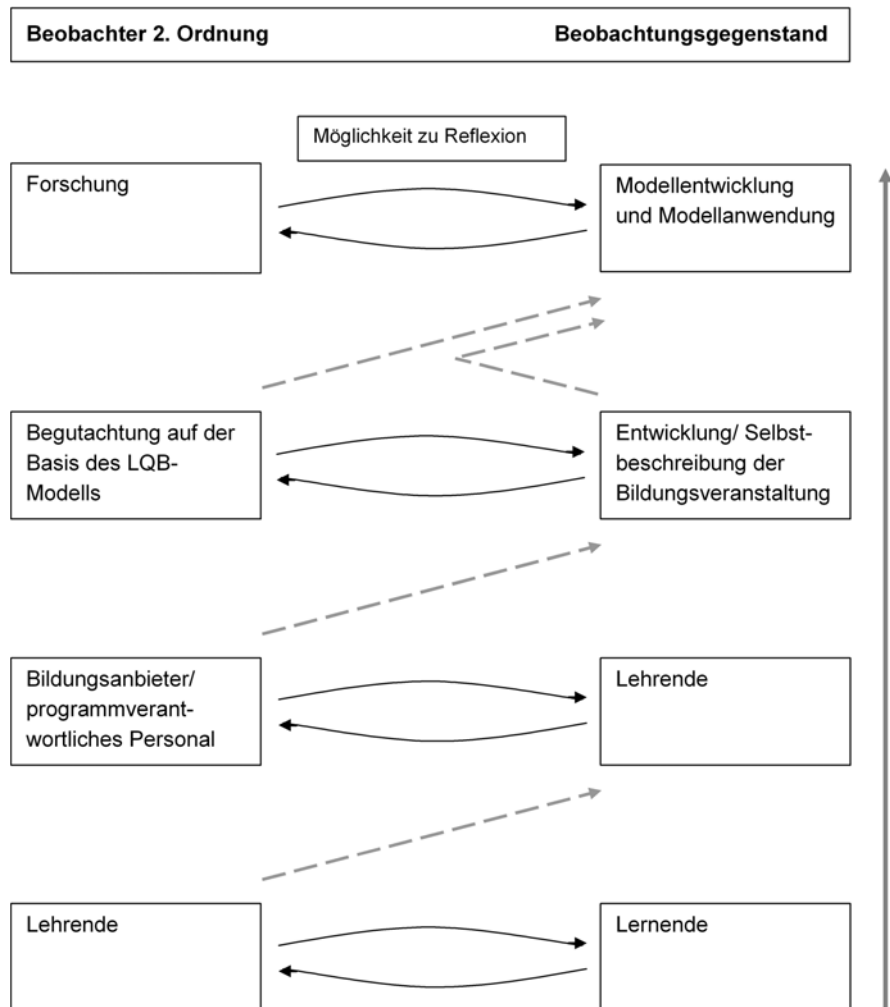 Beobachter 2. Ordnung Beobachtungsgegenstand
Möglichkeit zu Reflexion
Forschung
Modellentwicklung
und Modellanwendung
Begutachtung auf der
Basis des LQB-
Modells
Entwicklung/ Selbst-
beschreibung der
Bildungsveranstaltung
Bildungsanbieter/
programmverant-
wortliches Personal
Lehrende
Lehrende
Lernende